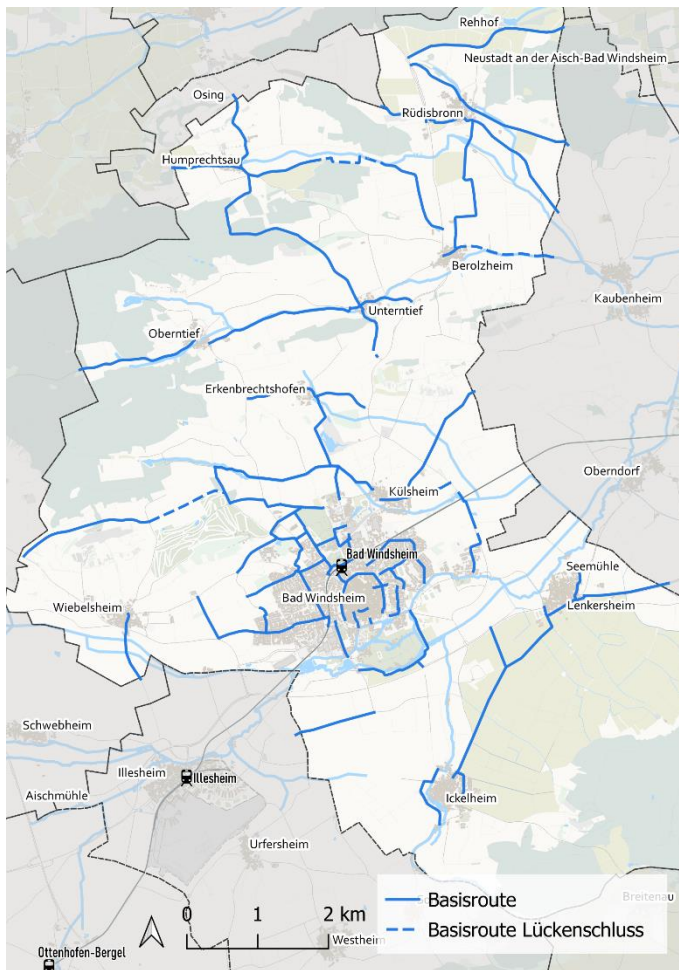 Rehhof
Neustadt an der Aisch-Bad Windsheim
Osing
Rüdisbronn
Humprechtsau
Berolzheim
Kaubenheim
Unterntief
Oberntief
Erkenbrechtshofen
Oberndorf
Külsheim
Bad Windsheim
Seemühle
Bad Windsheim
Lenkersheim
Wiebelsheim
Schwebheim
Illesheim
Illesheim
Aischmühle
Ickelheim
Urfersheim
0 1 2 km
Basisroute
Breitenau
Basisroute Lückenschluss
Westheim
Ottenhofen-Bergel